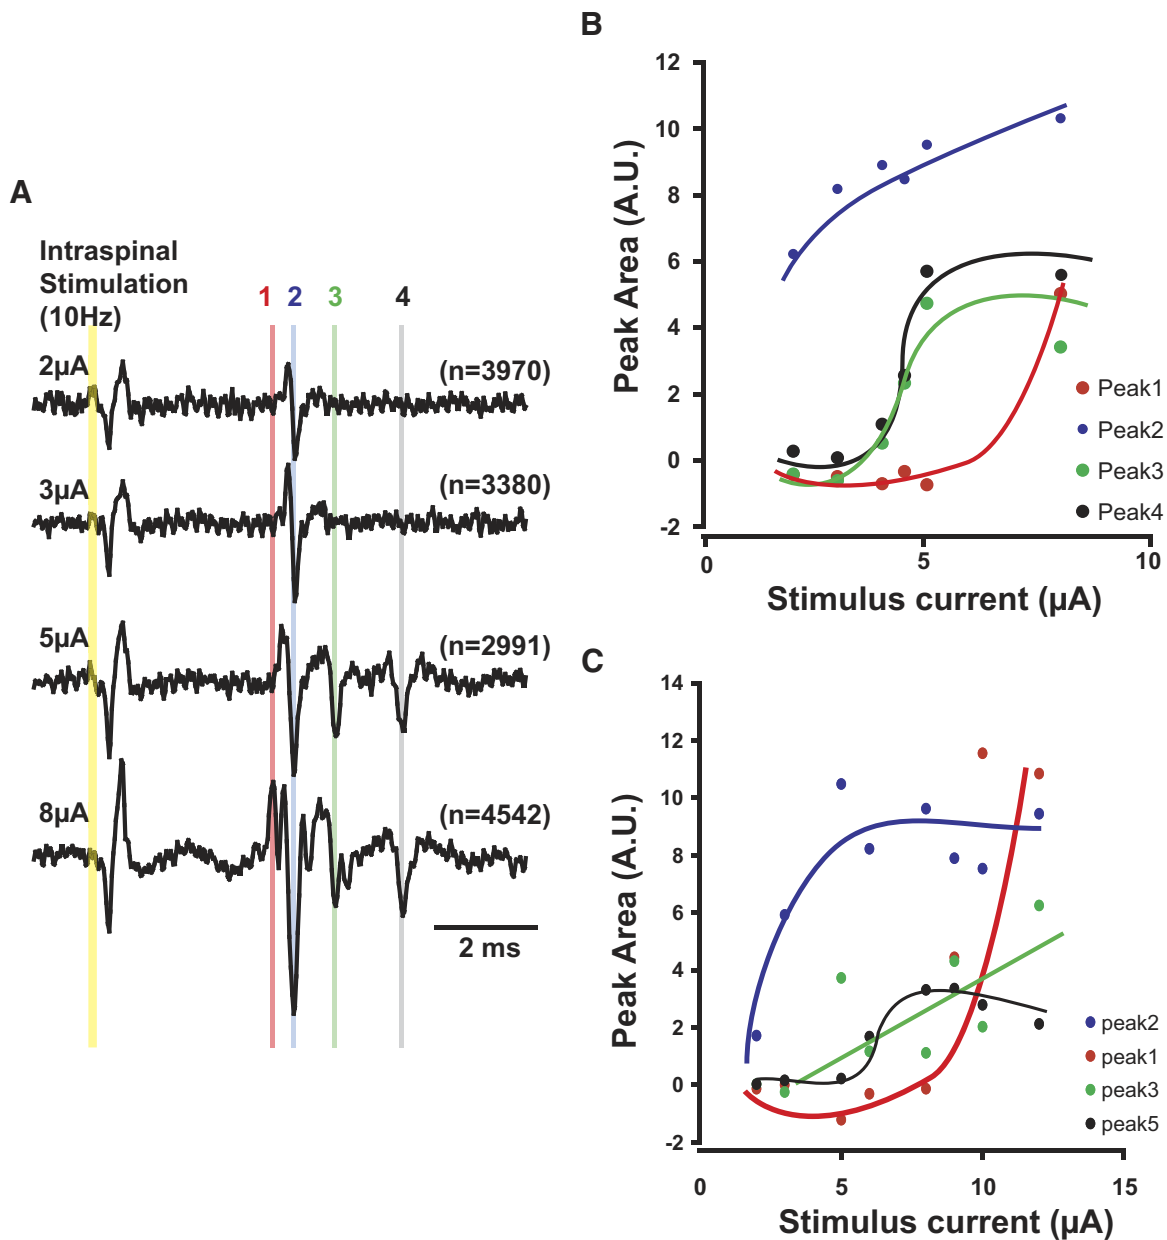 A
Intraspinal
Stimulation
(10Hz)
1 2 3 4
2µA (n=3970)
3µA (n=3380)
5µA (n=2991)
8µA (n=4542)
2 ms
B
12
10
8
6
4
2
0
-2
Peak Area (A.U.)
Peak1
Peak2
Peak3
Peak4
0 5 10
Stimulus current (µA)
C
14
12
10
8
6
4
2
0
-2
Peak Area (A.U.)
peak2
peak1
peak3
peak5
0 5 10 15
Stimulus current (µA)